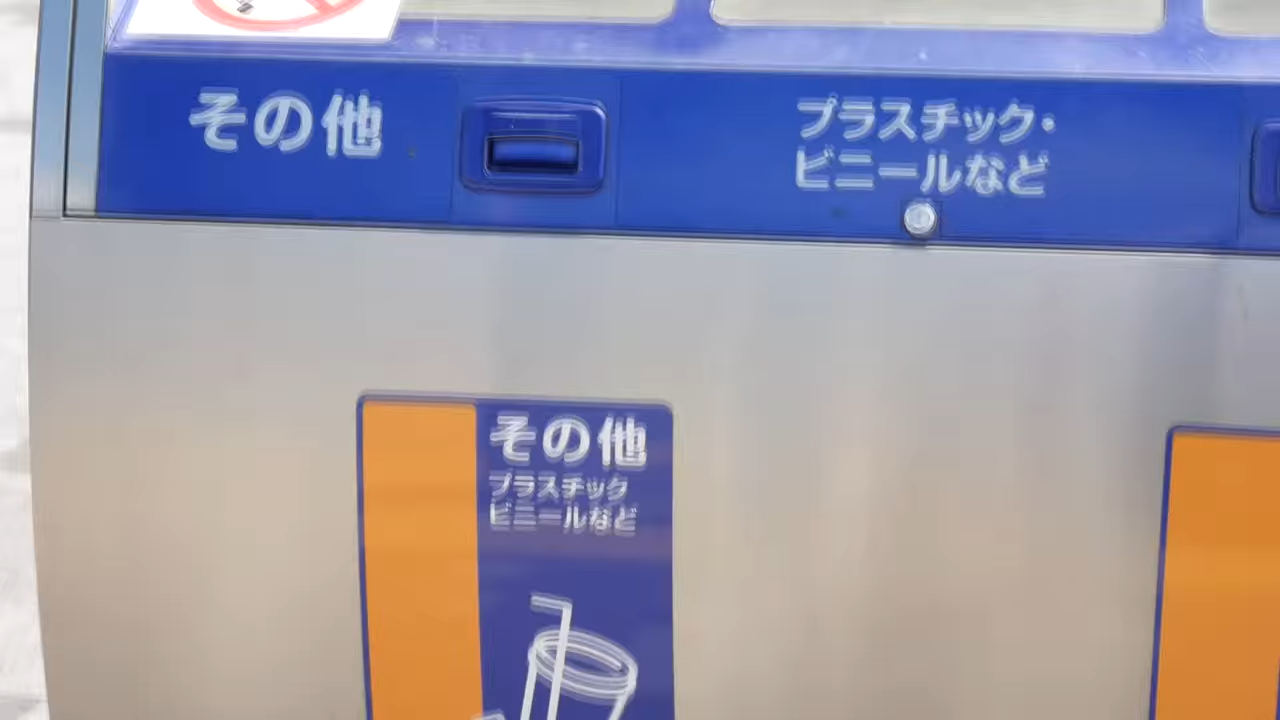 その他
プラスチック・
ビニールなど
その他
プラスチック
ビニールなど